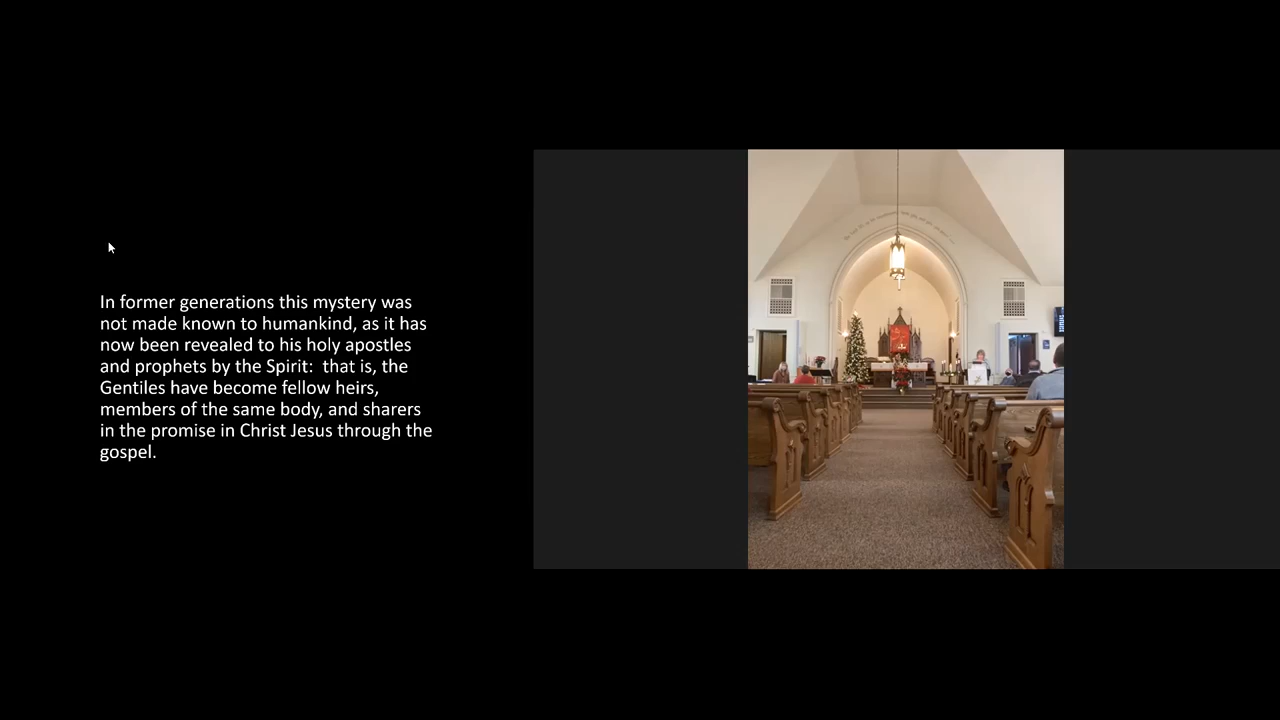 In former generations this mystery was
not made known to humankind, as it has
now been revealed to his holy apostles
and prophets by the Spirit:  that is, the
Gentiles have become fellow heirs,
members of the same body, and sharers
in the promise in Christ Jesus through the
gospel.